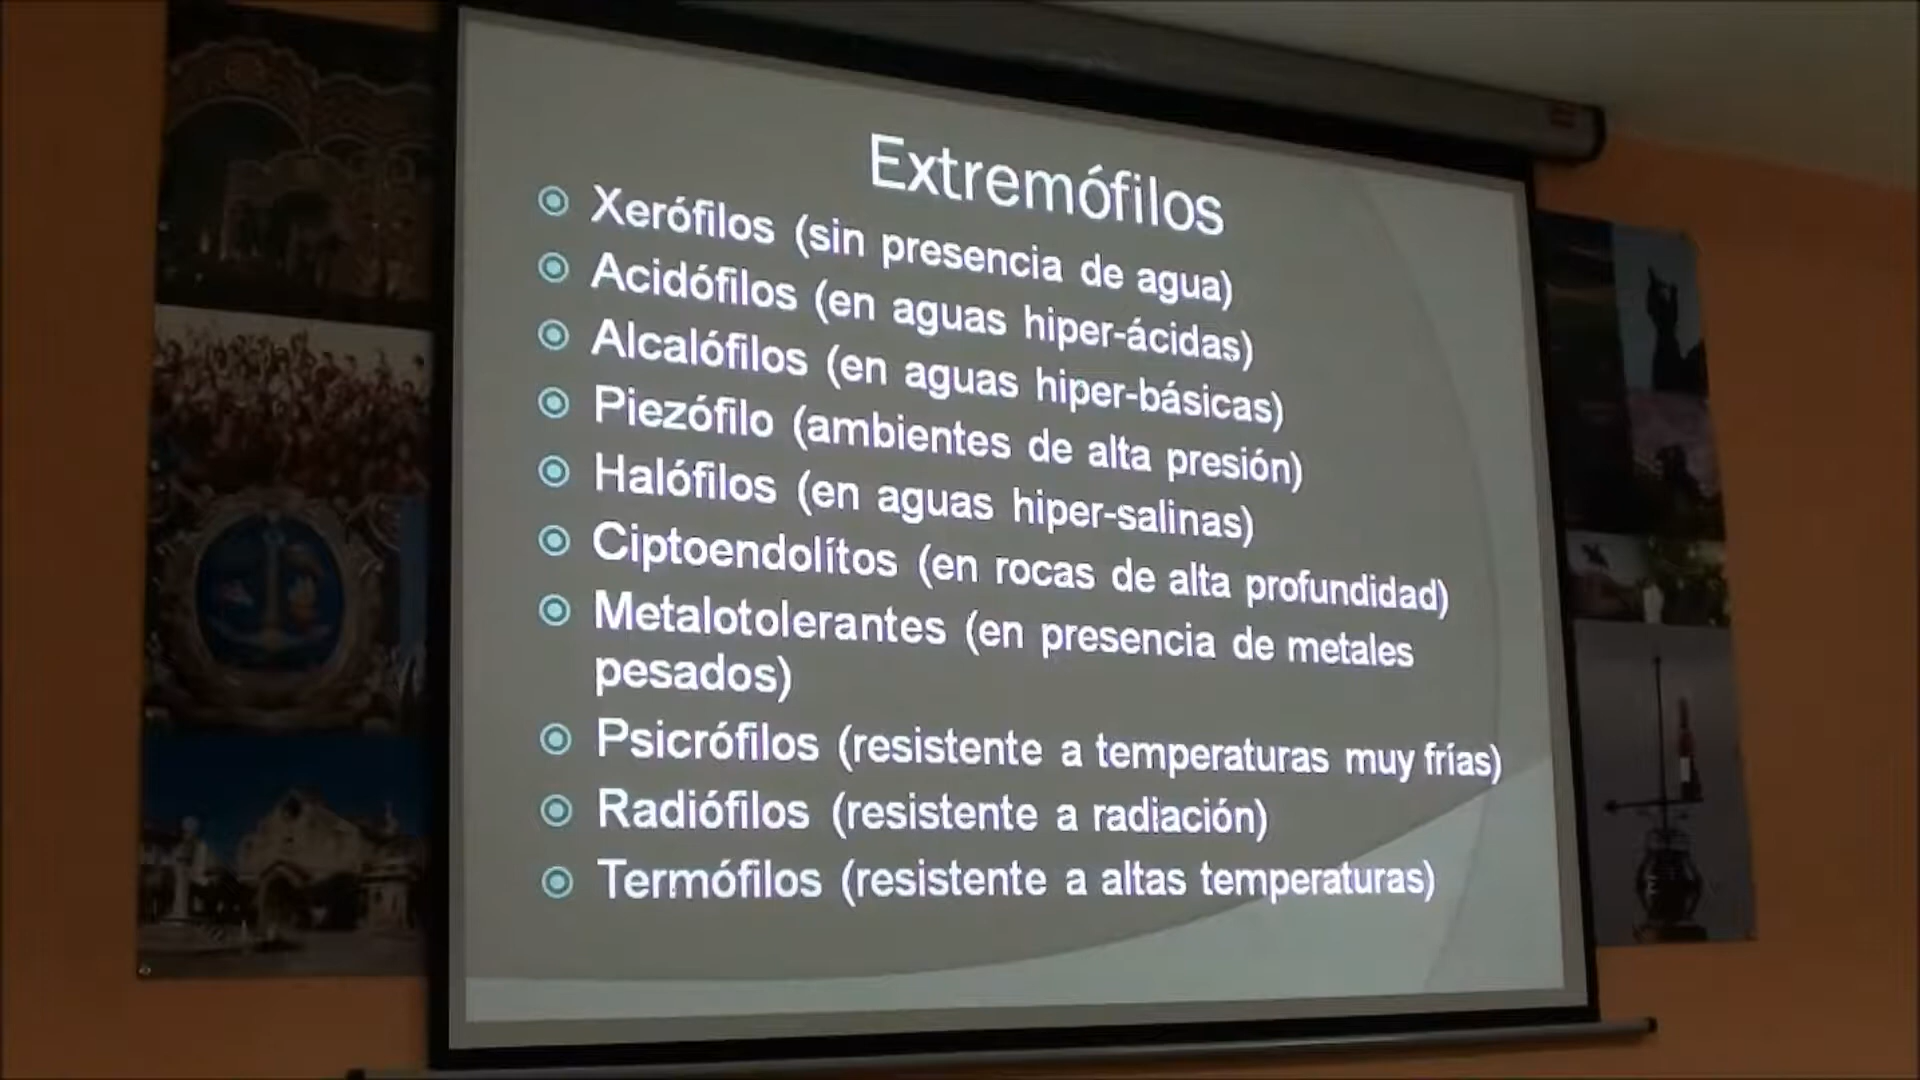 Extremófilos
Xerófilos (sin presencia de agua)
Acidófilos (en aguas hiper-ácidas)
Alcalófilos (en aguas hiper-básicas)
Piezófilo (ambientes de alta presión)
Halófilos (en aguas hiper-salinas)
Ciptoendolítos (en rocas de alta profundidad)
Metalotolerantes (en presencia de metales
pesados)
Psicrófilos (resistente a temperaturas muy frías)
Radiófilos (resistente a radiación)
Termófilos (resistente a altas temperaturas)